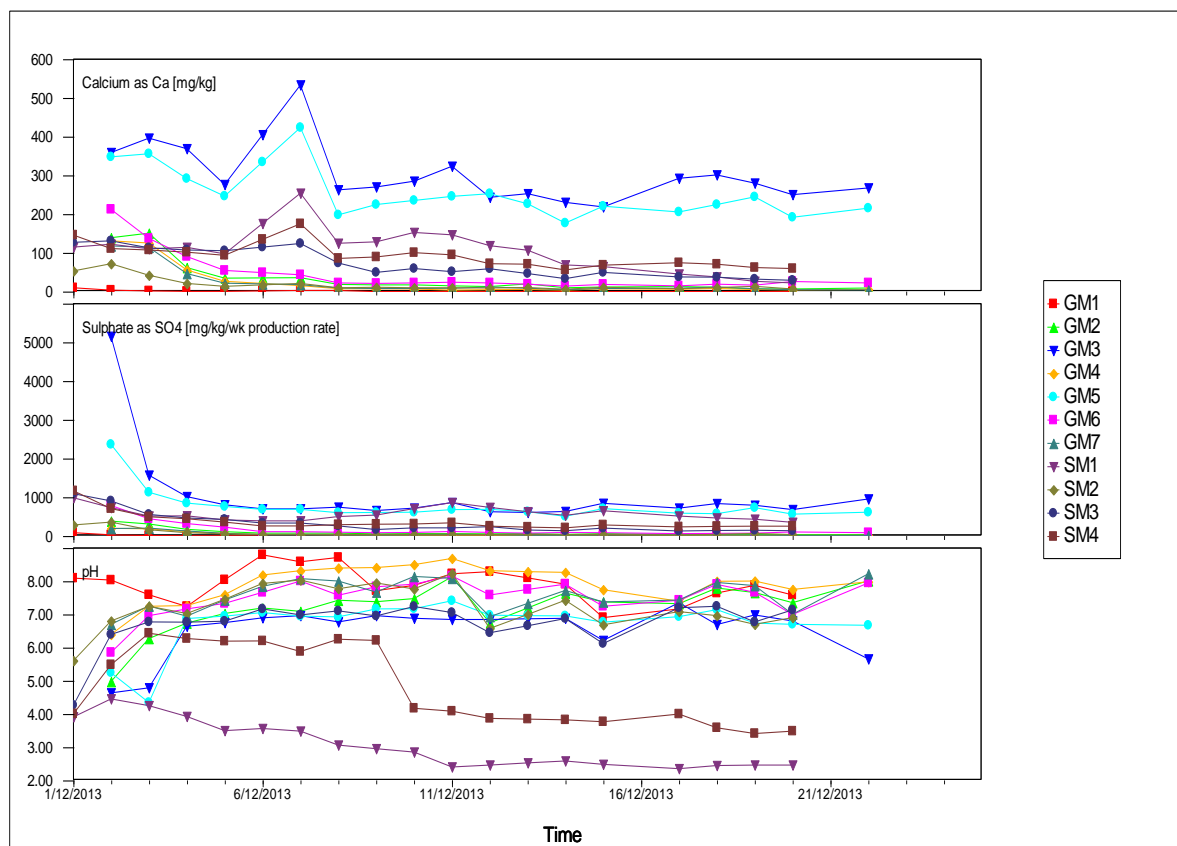 600
Calcium as Ca [mg/kg]
500
400
300
200
100
0
Sulphate as SO4 [mg/kg/wk production rate]
5000
4000
3000
2000
1000
0
pH
8.00
7.00
6.00
5.00
4.00
3.00
2.00
1/12/2013
6/12/2013
11/12/2013
16/12/2013
21/12/2013
Time
GM1
GM2
GM3
GM4
GM5
GM6
GM7
SM1
SM2
SM3
SM4